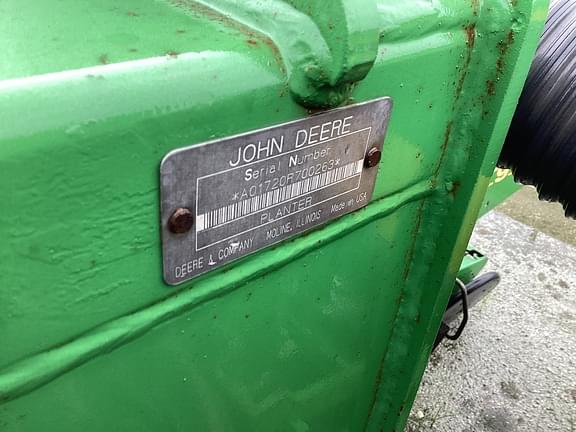 JOHN DEERE
Serial Number
*A01720R700263*
PLANTER
DEERE & COMPANY MOLINE, ILLINOIS Made in USA